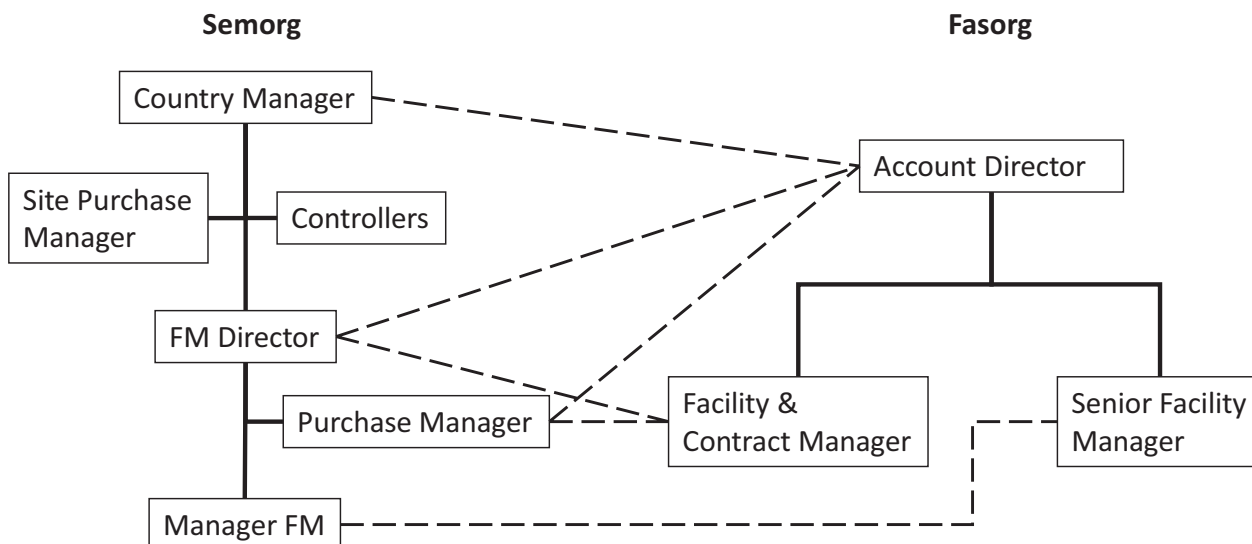 Semorg
Fasorg
Country Manager
Account Director
Site Purchase
Manager
Controllers
FM Director
Purchase Manager
Facility &
Contract Manager
Senior Facility
Manager
Manager FM